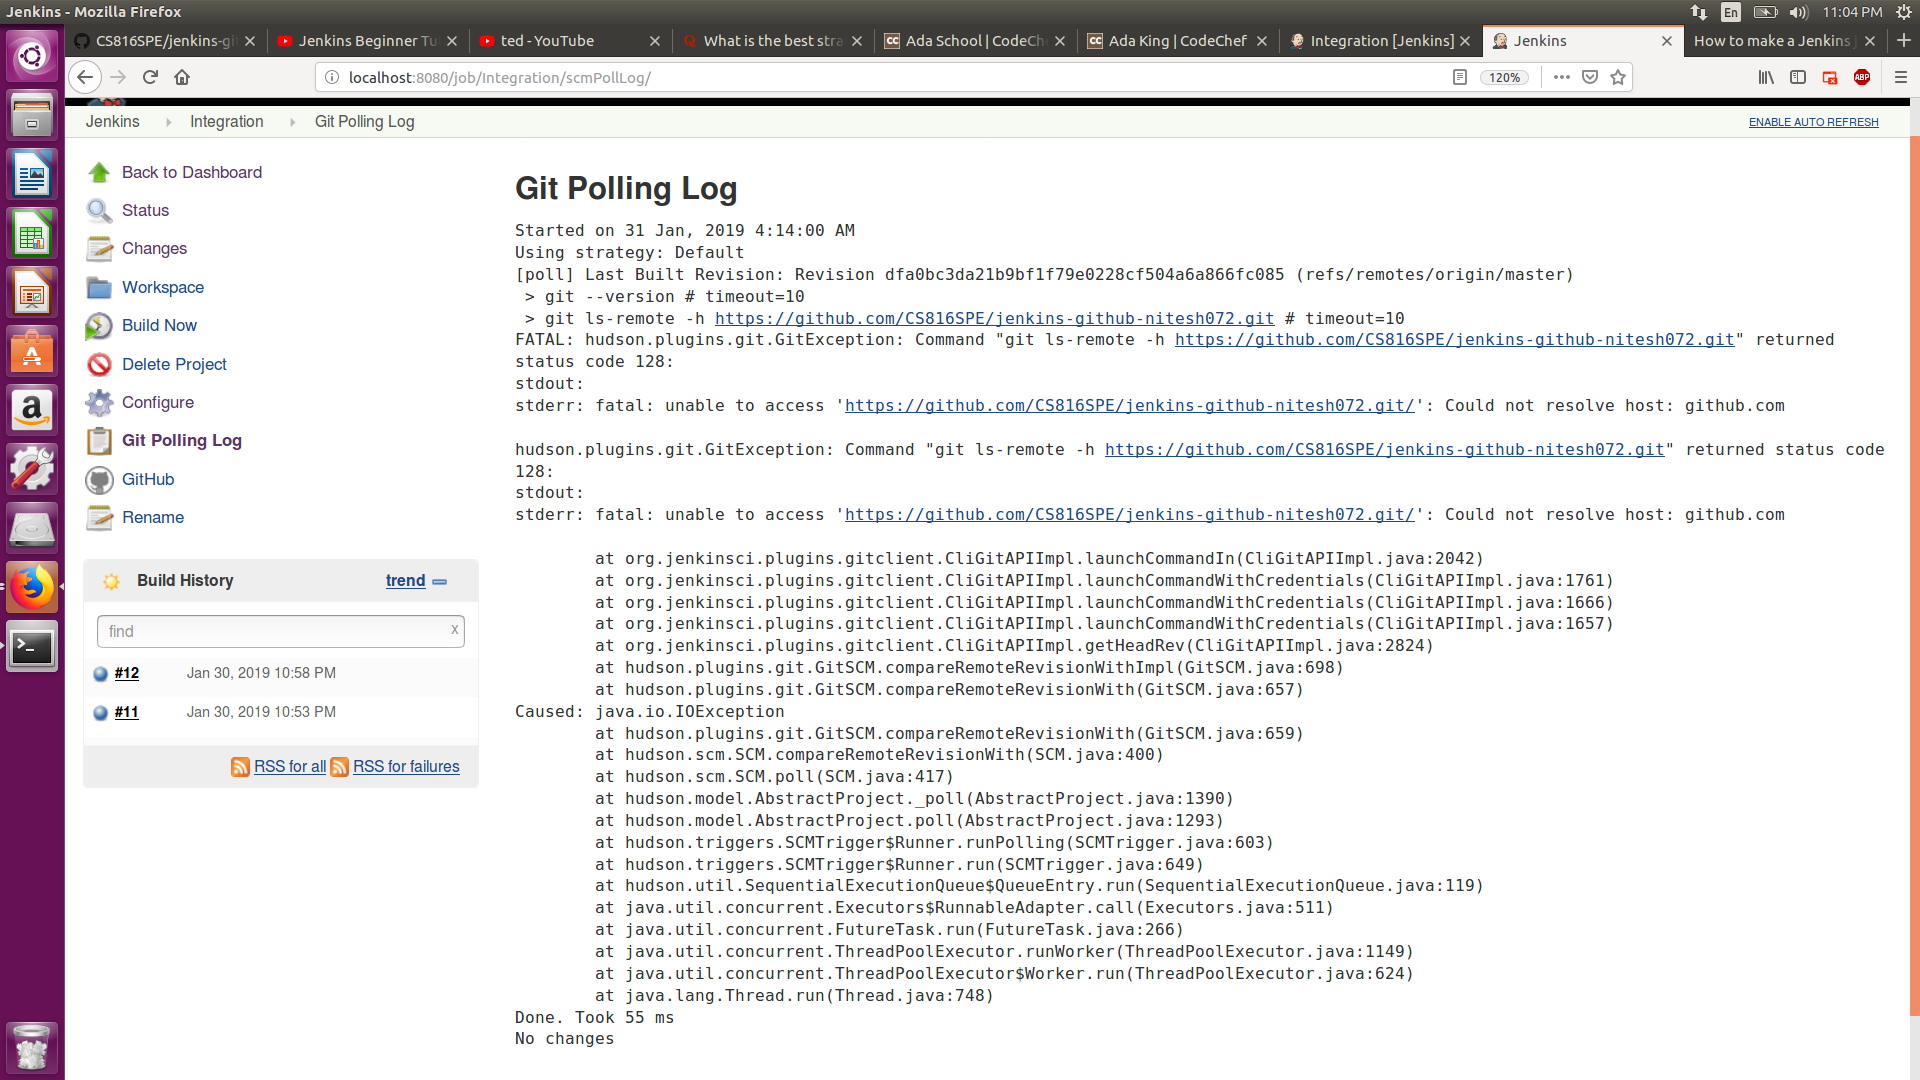 Jenkins - Mozilla Firefox
En
11:04 PM
CS816SPE/jenkins-gi
Jenkins Beginner Tu
ted - YouTube
What is the best stra
CC Ada School | CodeChe
CC Ada King | CodeChef
Integration [Jenkins]
Jenkins
How to make a Jenkins
localhost:8080/job/Integration/scmPollLog/
120%
ABP
Jenkins
Integration
Git Polling Log
ENABLE AUTO REFRESH
Back to Dashboard
Status
Changes
Workspace
Build Now
Delete Project
Configure
Git Polling Log
GitHub
Rename
Build History
trend
find
x
#12 Jan 30, 2019 10:58 PM
#11 Jan 30, 2019 10:53 PM
RSS for all RSS for failures
Git Polling Log
Started on 31 Jan, 2019 4:14:00 AM
Using strategy: Default
[poll] Last Built Revision: Revision dfa0bc3da21b9bf1f79e0228cf504a6a866fc085 (refs/remotes/origin/master)
> git --version # timeout=10
> git ls-remote -h https://github.com/CS816SPE/jenkins-github-nitesh072.git # timeout=10
FATAL: hudson.plugins.git.GitException: Command "git ls-remote -h https://github.com/CS816SPE/jenkins-github-nitesh072.git" returned
status code 128:
stdout:
stderr: fatal: unable to access 'https://github.com/CS816SPE/jenkins-github-nitesh072.git/': Could not resolve host: github.com
hudson.plugins.git.GitException: Command "git ls-remote -h https://github.com/CS816SPE/jenkins-github-nitesh072.git" returned status code
128:
stdout:
stderr: fatal: unable to access 'https://github.com/CS816SPE/jenkins-github-nitesh072.git/': Could not resolve host: github.com
at org.jenkinsci.plugins.gitclient.CliGitAPIImpl.launchCommandIn(CliGitAPIImpl.java:2042)
at org.jenkinsci.plugins.gitclient.CliGitAPIImpl.launchCommandWithCredentials(CliGitAPIImpl.java:1761)
at org.jenkinsci.plugins.gitclient.CliGitAPIImpl.launchCommandWithCredentials(CliGitAPIImpl.java:1666)
at org.jenkinsci.plugins.gitclient.CliGitAPIImpl.launchCommandWithCredentials(CliGitAPIImpl.java:1657)
at org.jenkinsci.plugins.gitclient.CliGitAPIImpl.getHeadRev(CliGitAPIImpl.java:2824)
at hudson.plugins.git.GitSCM.compareRemoteRevisionWithImpl(GitSCM.java:698)
at hudson.plugins.git.GitSCM.compareRemoteRevisionWith(GitSCM.java:657)
Caused: java.io.IOException
at hudson.plugins.git.GitSCM.compareRemoteRevisionWith(GitSCM.java:659)
at hudson.scm.SCM.compareRemoteRevisionWith(SCM.java:400)
at hudson.scm.SCM.poll(SCM.java:417)
at hudson.model.AbstractProject._poll(AbstractProject.java:1390)
at hudson.model.AbstractProject.poll(AbstractProject.java:1293)
at hudson.triggers.SCMTrigger$Runner.runPolling(SCMTrigger.java:603)
at hudson.triggers.SCMTrigger$Runner.run(SCMTrigger.java:649)
at hudson.util.SequentialExecutionQueue$QueueEntry.run(SequentialExecutionQueue.java:119)
at java.util.concurrent.Executors$RunnableAdapter.call(Executors.java:511)
at java.util.concurrent.FutureTask.run(FutureTask.java:266)
at java.util.concurrent.ThreadPoolExecutor.runWorker(ThreadPoolExecutor.java:1149)
at java.util.concurrent.ThreadPoolExecutor$Worker.run(ThreadPoolExecutor.java:624)
at java.lang.Thread.run(Thread.java:748)
Done. Took 55 ms
No changes